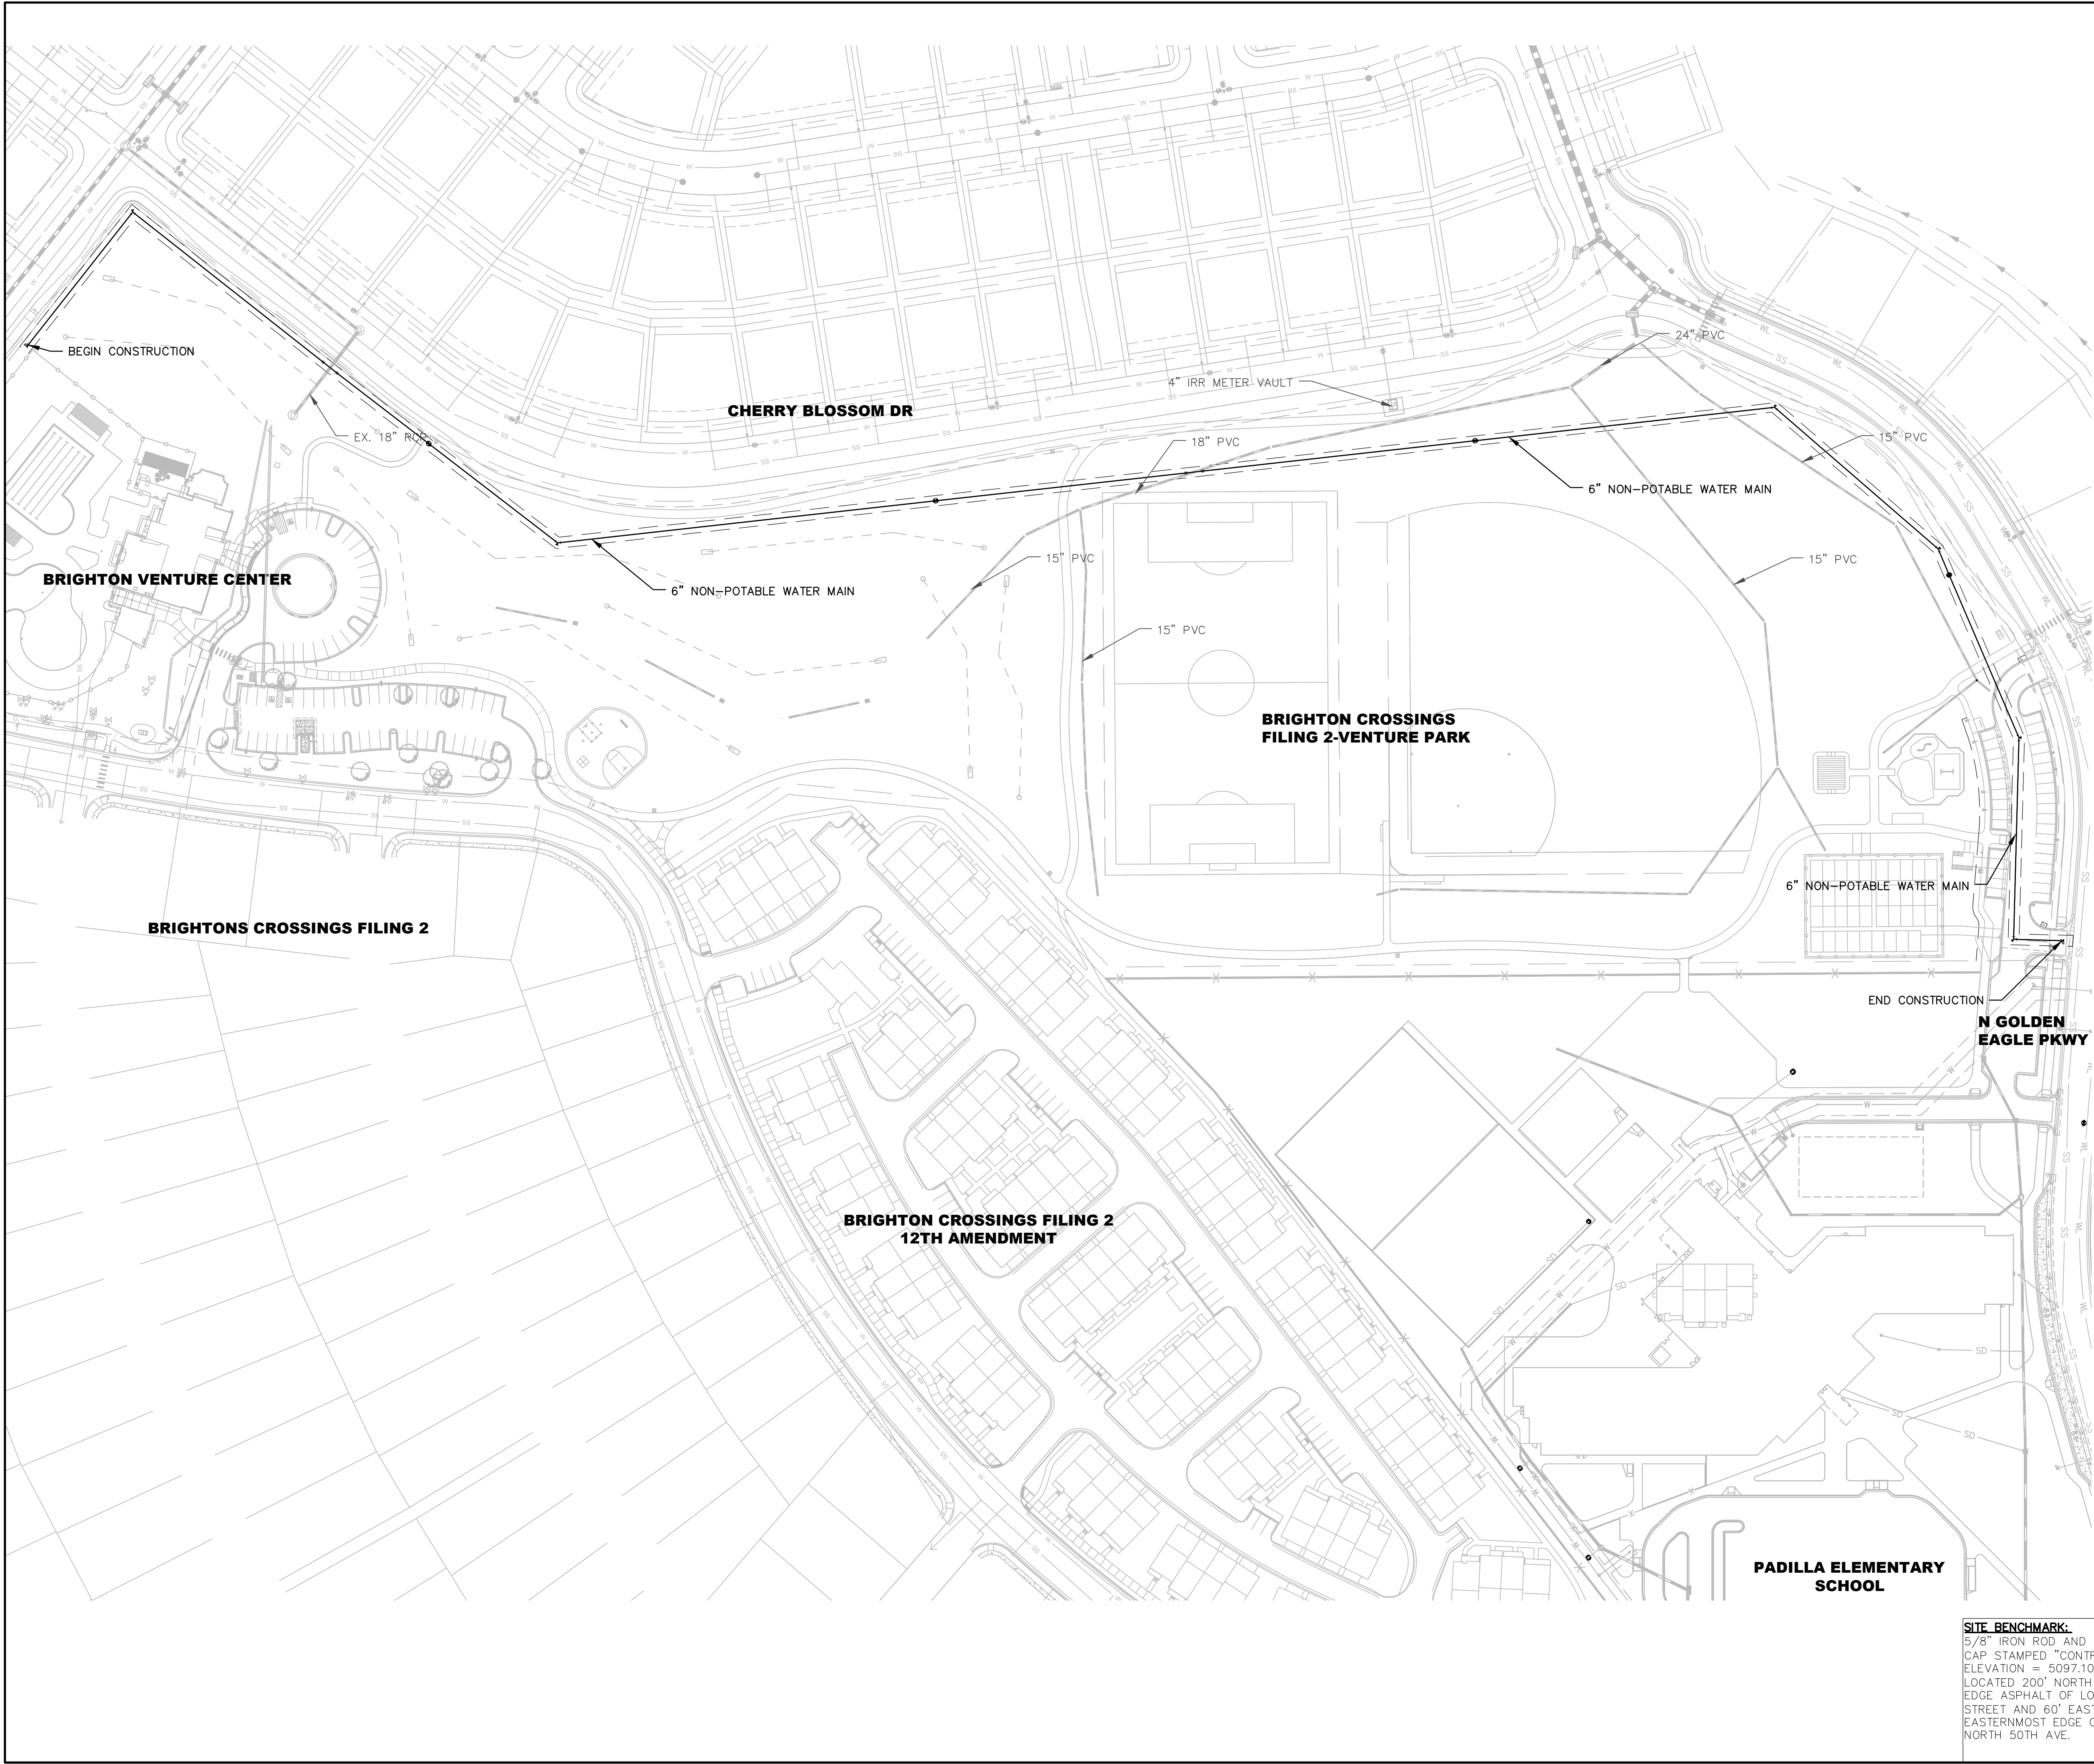 BEGIN CONSTRUCTION
24" PVC
4" IRR METER VAULT
CHERRY BLOSSOM DR
EX. 18" RCP
18" PVC
15" PVC
6" NON-POTABLE WATER MAIN
15" PVC
15" PVC
BRIGHTON VENTURE CENTER
6" NON-POTABLE WATER MAIN
15" PVC
BRIGHTON CROSSINGS
FILING 2-VENTURE PARK
6" NON-POTABLE WATER MAIN
BRIGHTONS CROSSINGS FILING 2
END CONSTRUCTION
N GOLDEN
EAGLE PKWY
BRIGHTON CROSSINGS FILING 2
12TH AMENDMENT
PADILLA ELEMENTARY
SCHOOL
SITE BENCHMARK:
5/8" IRON ROD AND
CAP STAMPED "CONTR
ELEVATION = 5097.10
LOCATED 200' NORTH
EDGE ASPHALT OF LO
STREET AND 60' EAST
EASTERNMOST EDGE
NORTH 50TH AVE.